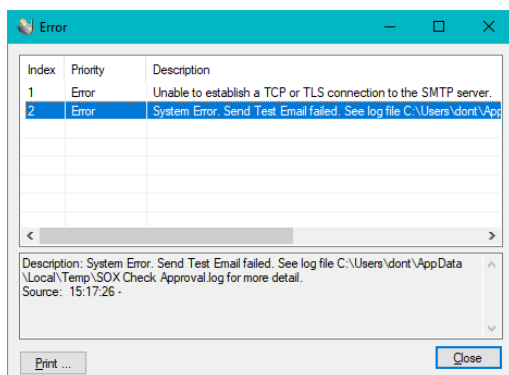 Error
Index Priority Description
1 Error Unable to establish a TCP or TLS connection to the SMTP server.
2 Error System Error. Send Test Email failed. See log file C:\Users\dont\App
Description: System Error. Send Test Email failed. See log file C:\Users\dont\AppData
\Local\Temp\SOX Check Approval.log for more detail.
Source: 15:17:26 -
Print ...
Close